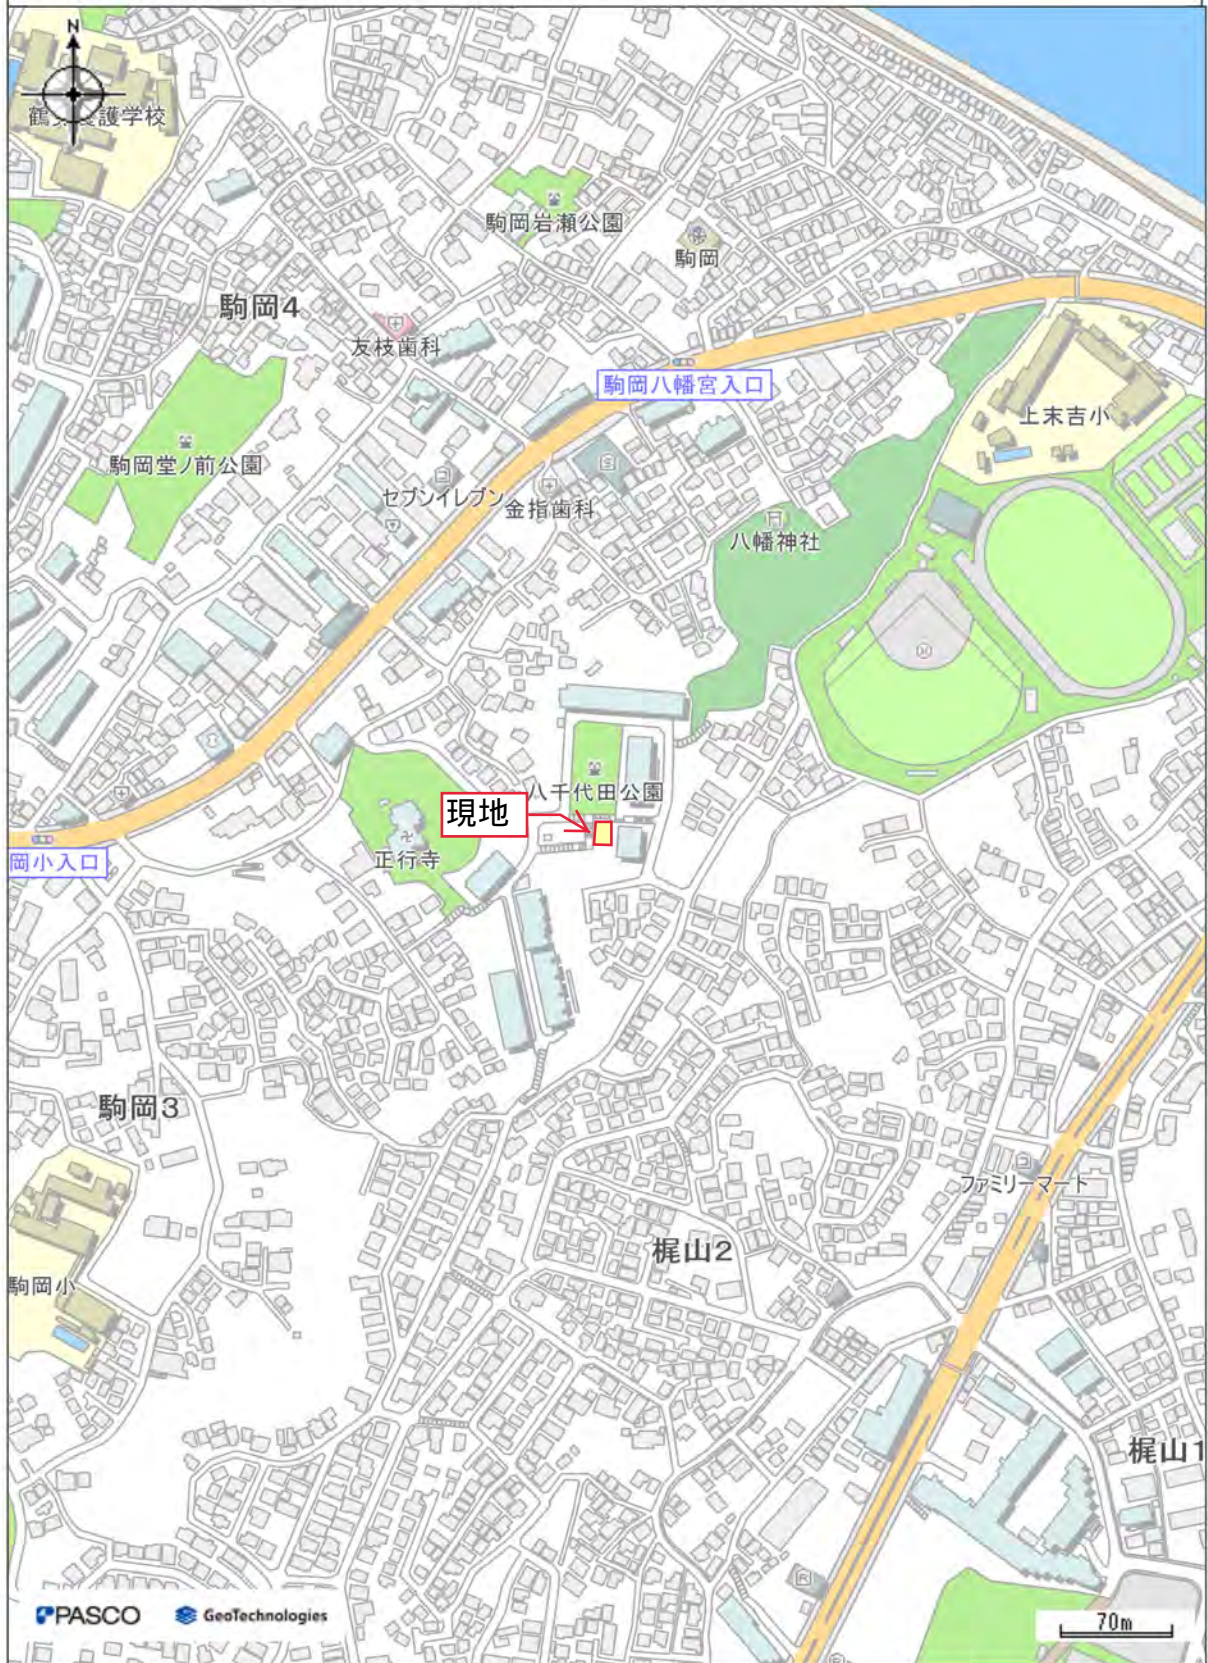 N
鶴見養護学校
駒岡岩瀬公園
駒岡
駒岡4
友枝歯科
駒岡八幡宮入口
上末吉小
駒岡堂ノ前公園
セブンイレブン
金指歯科
八幡神社
八千代田公園
現地
正行寺
岡小入口
駒岡3
ファミリーマート
梶山2
駒岡小
梶山1
PASCO
GeoTechnologies
70m